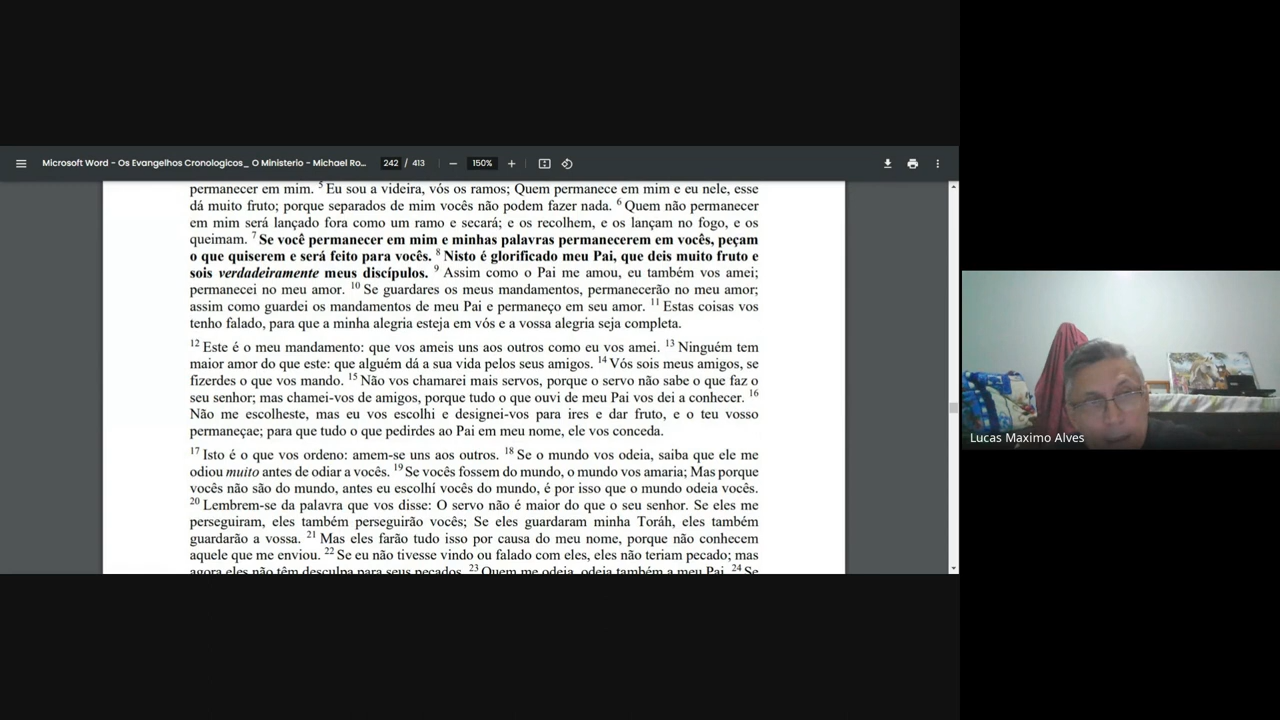 Microsoft Word - Os Evangelhos Cronologicos_ O Ministerio - Michael Ro...
242 / 413
150%
permanecer em mim. 5 Eu sou a videira, vós os ramos; Quem permanece em mim e eu nele, esse
dá muito fruto; porque separados de mim vocês não podem fazer nada. 6 Quem não permanecer
em mim será lançado fora como um ramo e secará; e os recolhem, e os lançam no fogo, e os
queimam. 7 Se você permanecer em mim e minhas palavras permanecerem em vocês, peçam
o que quiserem e será feito para vocês. 8 Nisto é glorificado meu Pai, que deis muito fruto e
sois verdadeiramente meus discípulos. 9 Assim como o Pai me amou, eu também vos amei;
permanecei no meu amor. 10 Se guardares os meus mandamentos, permanecerão no meu amor;
assim como guardei os mandamentos de meu Pai e permaneço em seu amor. 11 Estas coisas vos
tenho falado, para que a minha alegria esteja em vós e a vossa alegria seja completa.
12 Este é o meu mandamento: que vos ameis uns aos outros como eu vos amei. 13 Ninguém tem
maior amor do que este: que alguém dá a sua vida pelos seus amigos. 14 Vós sois meus amigos, se
fizerdes o que vos mando. 15 Não vos chamarei mais servos, porque o servo não sabe o que faz o
seu senhor; mas chamei-vos de amigos, porque tudo o que ouvi de meu Pai vos dei a conhecer. 16
Não me escolheste, mas eu vos escolhi e designei-vos para ires e dar fruto, e o teu vosso
permaneçae; para que tudo o que pedirdes ao Pai em meu nome, ele vos conceda.
17 Isto é o que vos ordeno: amem-se uns aos outros. 18 Se o mundo vos odeia, saiba que ele me
odiou muito antes de odiar a vocês. 19 Se vocês fossem do mundo, o mundo vos amaria; Mas porque
vocês não são do mundo, antes eu escolhí vocês do mundo, é por isso que o mundo odeia vocês.
20 Lembrem-se da palavra que vos disse: O servo não é maior do que o seu senhor. Se eles me
perseguiram, eles também perseguirão vocês; Se eles guardaram minha Toráh, eles também
guardarão a vossa. 21 Mas eles farão tudo isso por causa do meu nome, porque não conhecem
aquele que me enviou. 22 Se eu não tivesse vindo ou falado com eles, eles não teriam pecado; mas
agora eles não têm desculpa para seus pecados. 23 Quem me odeia, odeia também a meu Pai. 24 Se
Lucas Maximo Alves